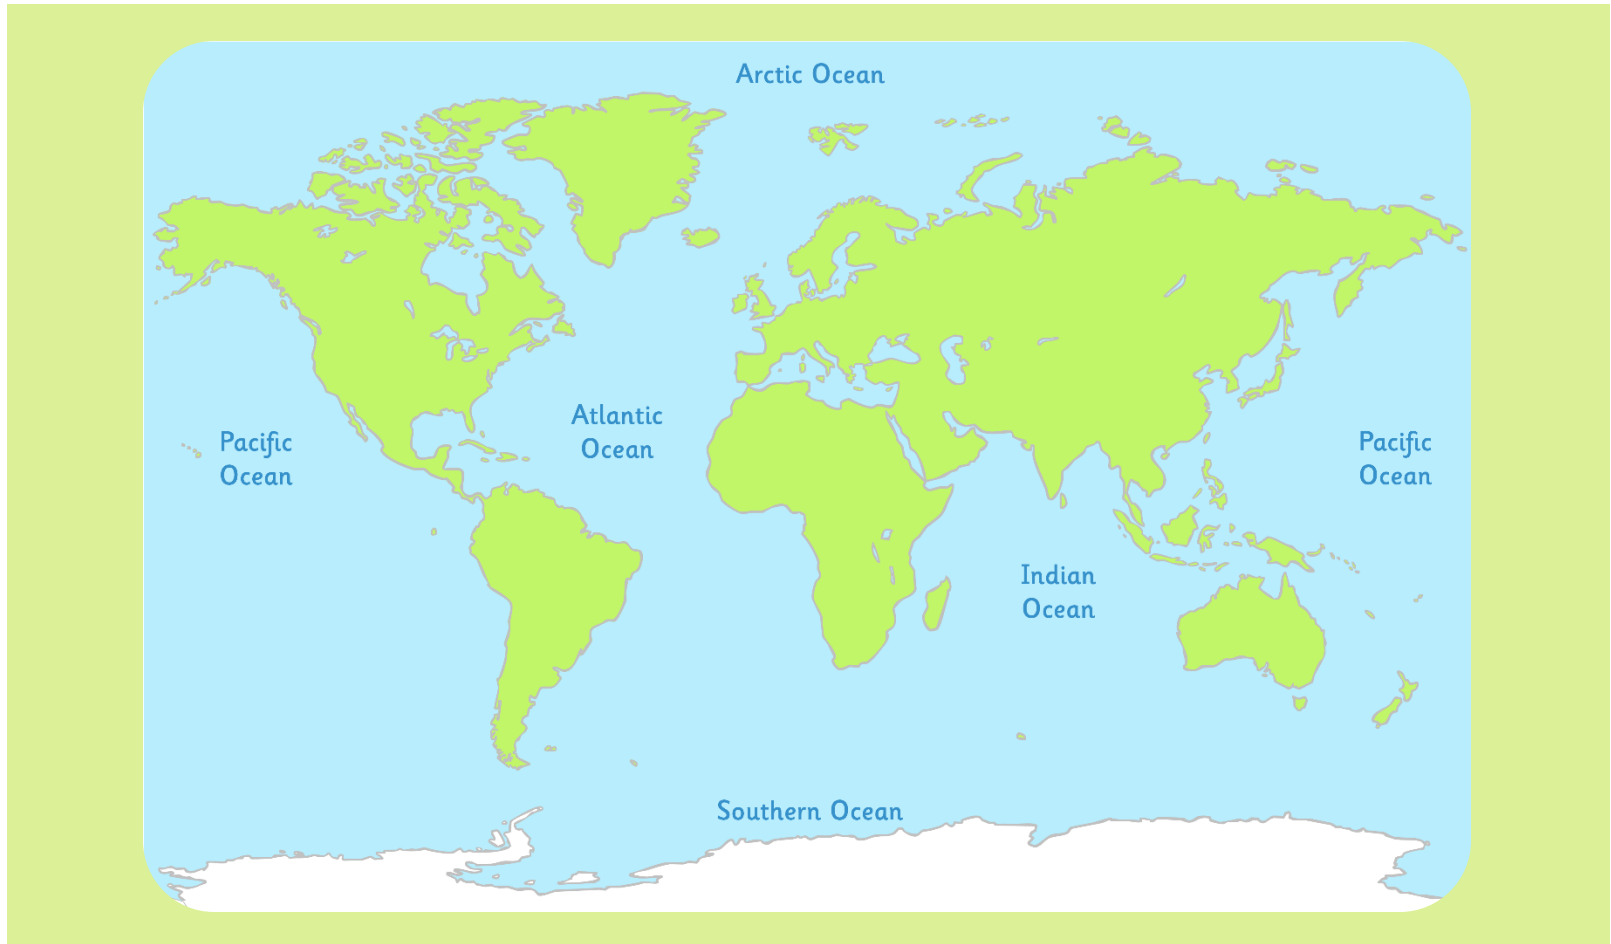 Arctic Ocean
Atlantic
Ocean
Pacific
Ocean
Pacific
Ocean
Indian
Ocean
Southern Ocean